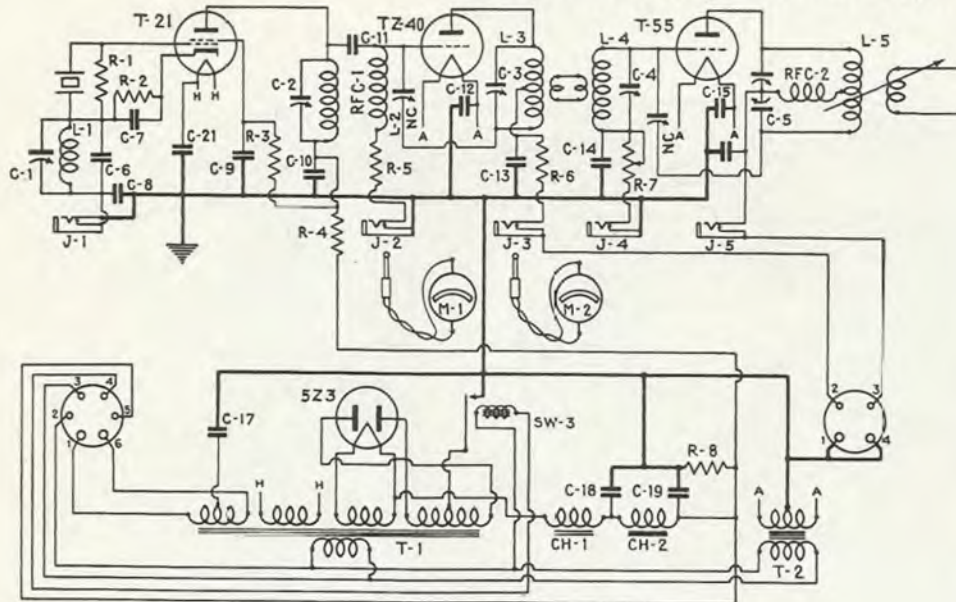 T-21
TZ-40
T-55
C-11
L-3
L-4
L-5
R-1
R-2
C-2
RFC-1
C-12
C-3
C-4
C-15
RFC-2
L-1
H H
C-7
R-3
L-2
NC
A A
NC
A A
C-5
C-1
C-21
C-6
C-9
C-10
R-5
C-13
R-6
C-14
R-7
C-8
J-1
R-4
J-2
J-3
J-4
J-5
M-1
M-2
5Z3
3 4
2 5
1 6
C-17
SW-3
2 3
1 4
R-8
H H
C-18
C-19
A A
T-1
CH-1
CH-2
T-2